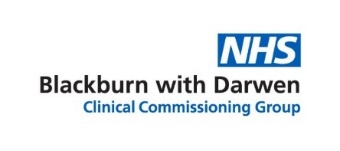 NHS
Blackburn with Darwen
Clinical Commissioning Group